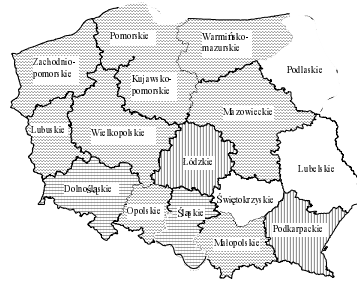 Pomorskie
Warmińsko-
mazurskie
Zachodnio-
pomorskie
Podlaskie
Kujawsko-
pomorskie
Mazowieckie
Lubuskie
Wielkopolskie
Łódzkie
Lubelskie
Dolnośląskie
Opolskie
Śląskie
Świętokrzyskie
Małopolskie
Podkarpackie